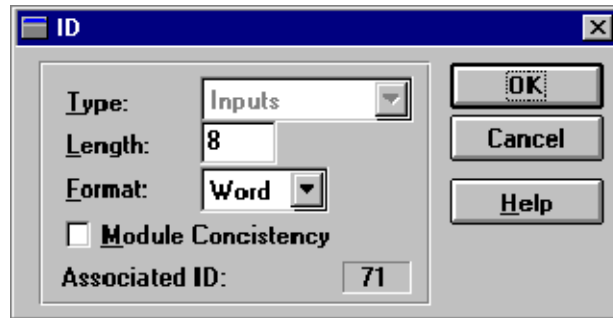 ID
Type: Inputs
Length: 8
Format: Word
Module Concistency
Associated ID: 71
OK
Cancel
Help